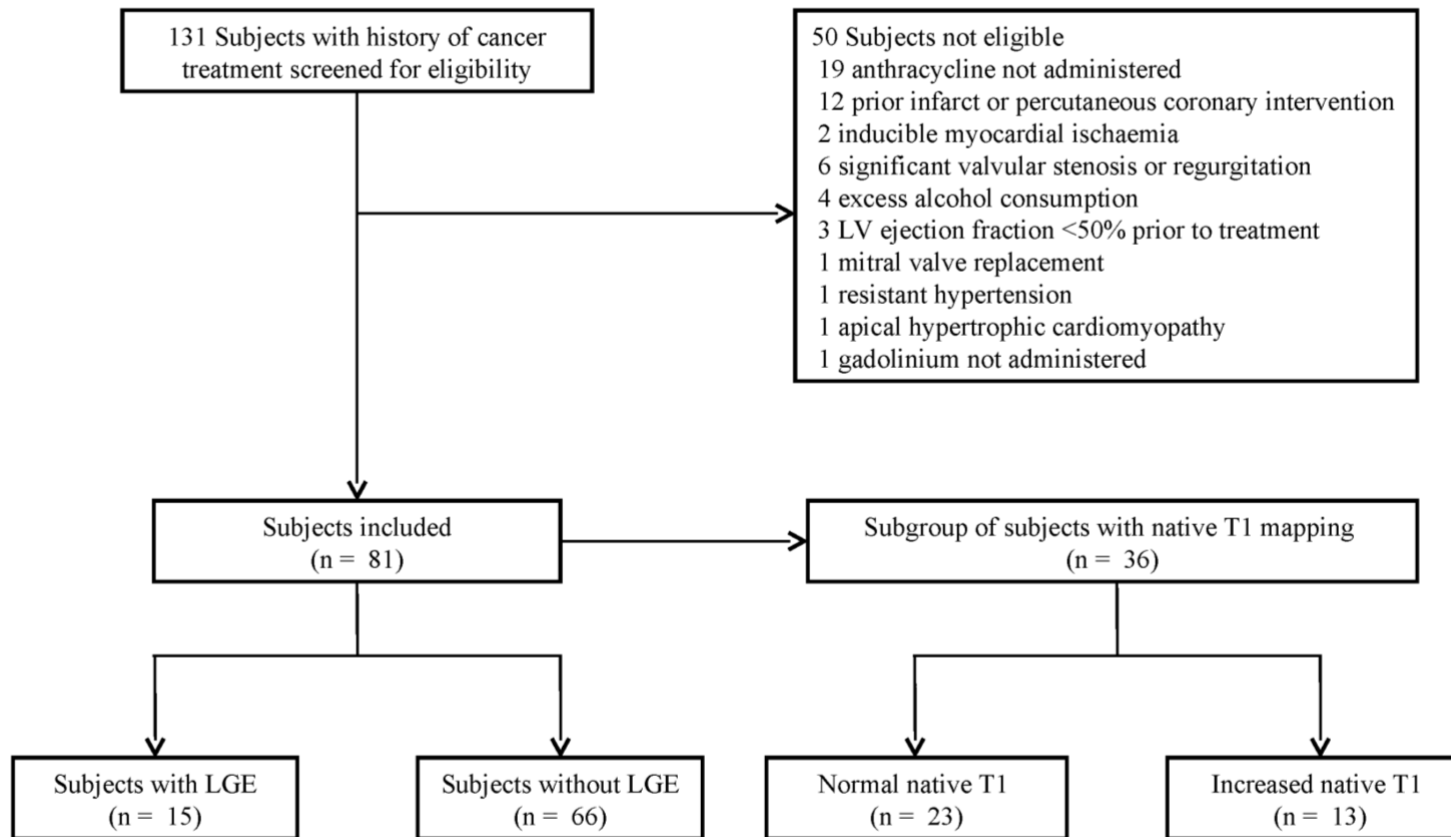 131 Subjects with history of cancer
treatment screened for eligibility
50 Subjects not eligible
19 anthracycline not administered
12 prior infarct or percutaneous coronary intervention
2 inducible myocardial ischaemia
6 significant valvular stenosis or regurgitation
4 excess alcohol consumption
3 LV ejection fraction <50% prior to treatment
1 mitral valve replacement
1 resistant hypertension
1 apical hypertrophic cardiomyopathy
1 gadolinium not administered
Subjects included
(n = 81)
Subgroup of subjects with native T1 mapping
(n = 36)
Subjects with LGE
(n = 15)
Subjects without LGE
(n = 66)
Normal native T1
(n = 23)
Increased native T1
(n = 13)